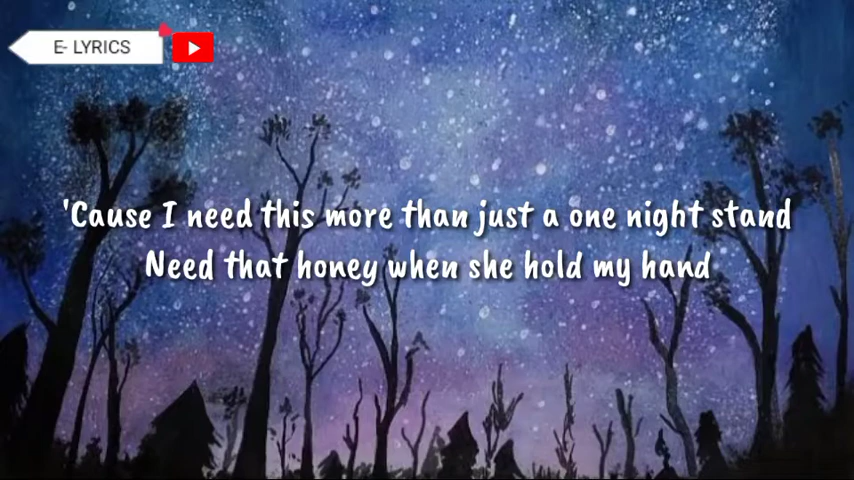 E- LYRICS
'Cause I need this more than just a one night stand
Need that honey when she hold my hand